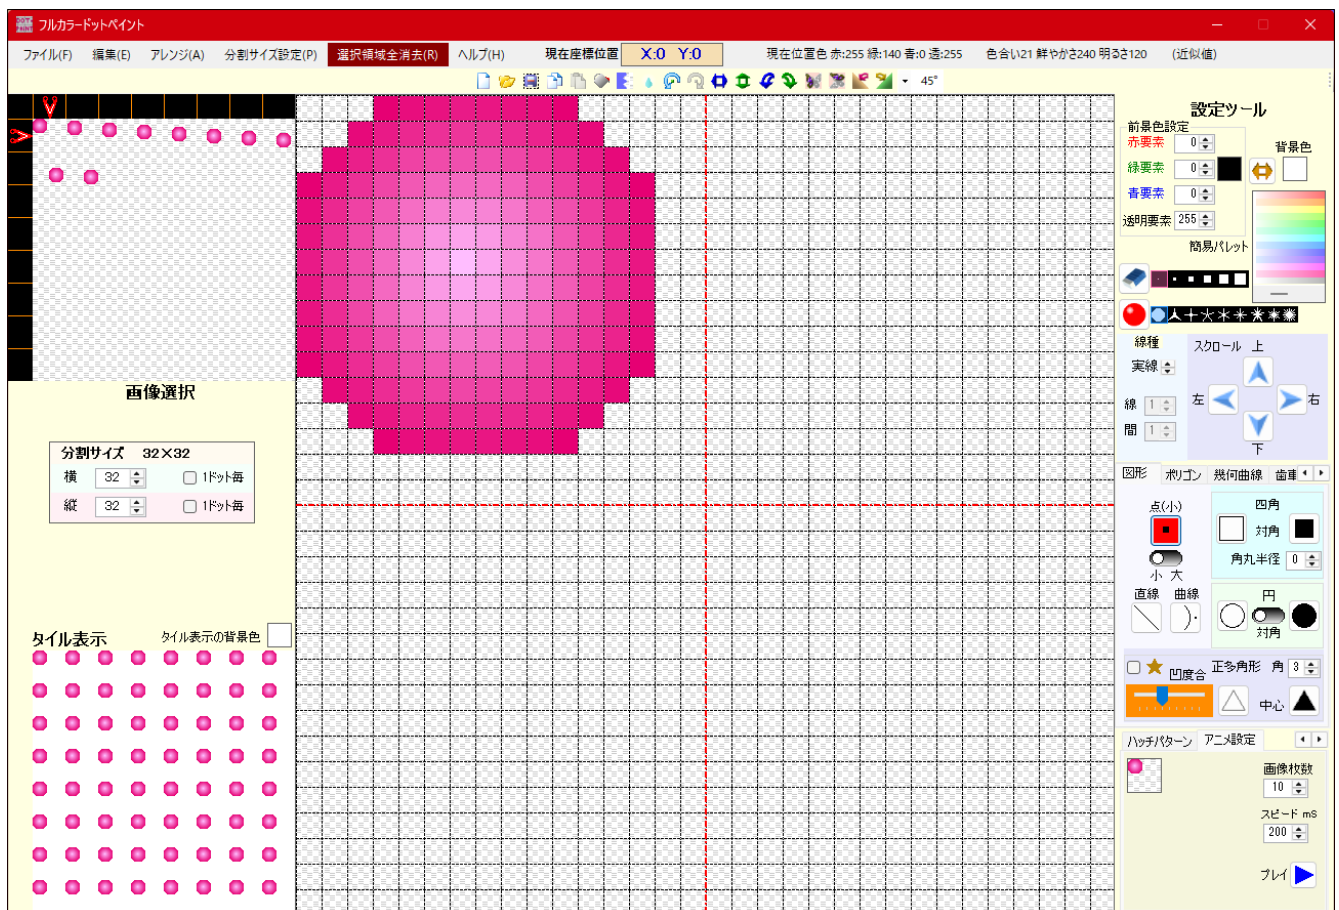 フルカラードットペイント
ファイル(F) 編集(E) アレンジ(A) 分割サイズ設定(P) 選択領域全消去(R) ヘルプ(H) 現在座標位置 X:0 Y:0 現在位置色 赤:255 緑:140 青:0 透:255 色合い21 鮮やかさ240 明るさ120 (近似値)
45°
設定ツール
前景色設定
赤要素 0
背景色
緑要素 0
青要素 0
透明要素 255
簡易パレット
線種
実線
線 1
間 1
スクロール 上
左 右
下
画像選択
分割サイズ 32×32
横 32 1ドット毎
縦 32 1ドット毎
図形 ポリゴン 幾何曲線 歯車
点(小)
小 大
四角
対角
角丸半径 0
直線 曲線
円
対角
凹度合 正多角形 角 3
中心
タイル表示 タイル表示の背景色
ハッチパターン アニメ設定
画像枚数
10
スピード mS
200
プレイ